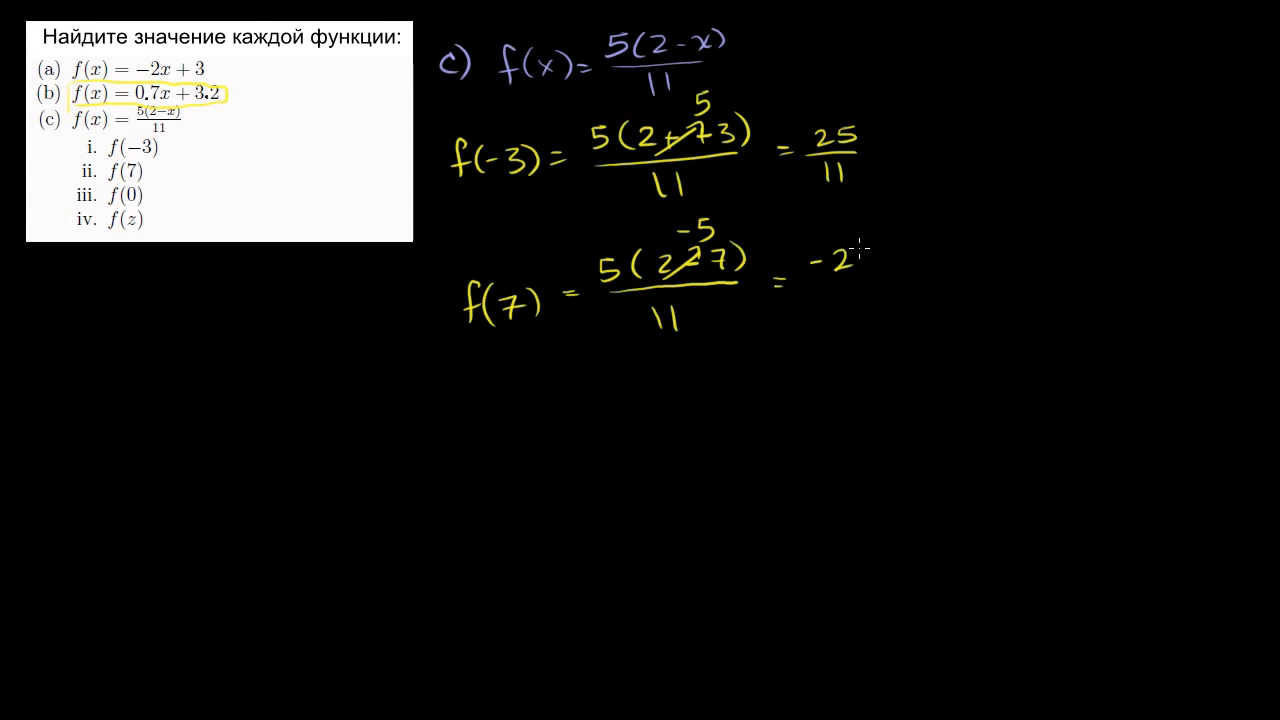 Найдите значение каждой функции:
(a) f(x) = −2x + 3
(b) f(x) = 0.7x + 3.2
(c) f(x) = 5(2−x)/11
i. f(−3)
ii. f(7)
iii. f(0)
iv. f(z)
c) f(x) = 5(2-x)/11
5
f(-3) = 5(2+3)/11 = 25/11
-5
f(7) = 5(2-7)/11 = -2